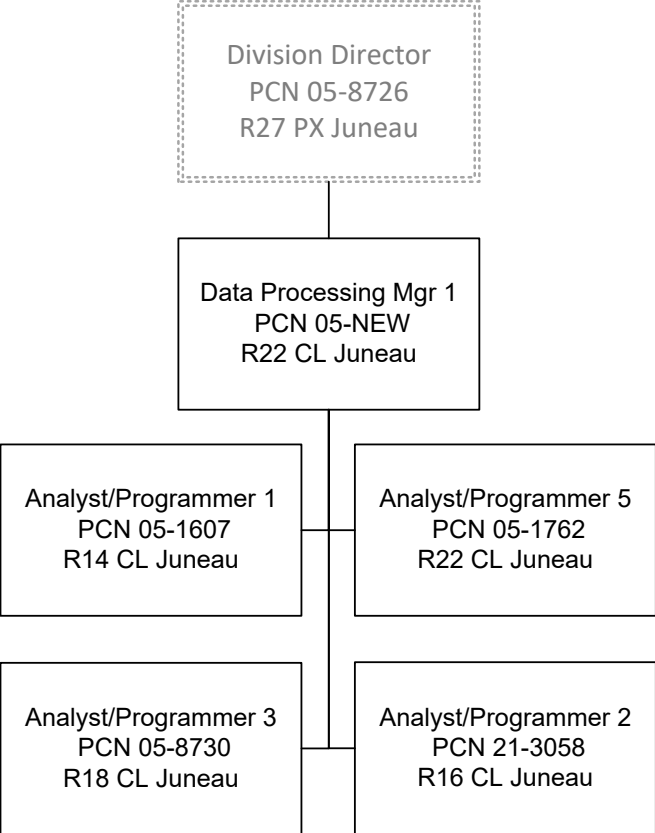 Division Director
PCN 05-8726
R27 PX Juneau
Data Processing Mgr 1
PCN 05-NEW
R22 CL Juneau
Analyst/Programmer 1
PCN 05-1607
R14 CL Juneau
Analyst/Programmer 5
PCN 05-1762
R22 CL Juneau
Analyst/Programmer 3
PCN 05-8730
R18 CL Juneau
Analyst/Programmer 2
PCN 21-3058
R16 CL Juneau